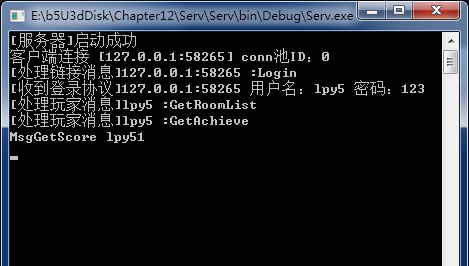 E:\b5U3dDisk\Chapter12\Serv\Serv\bin\Debug\Serv.exe
[服务器]启动成功
客户端连接 [127.0.0.1:58265] conn池ID：0
[处理链接消息]127.0.0.1:58265 :Login
[收到登录协议]127.0.0.1:58265 用户名：lpy5 密码：123
[处理玩家消息]lpy5 :GetRoomList
[处理玩家消息]lpy5 :GetAchieve
MsgGetScore lpy51